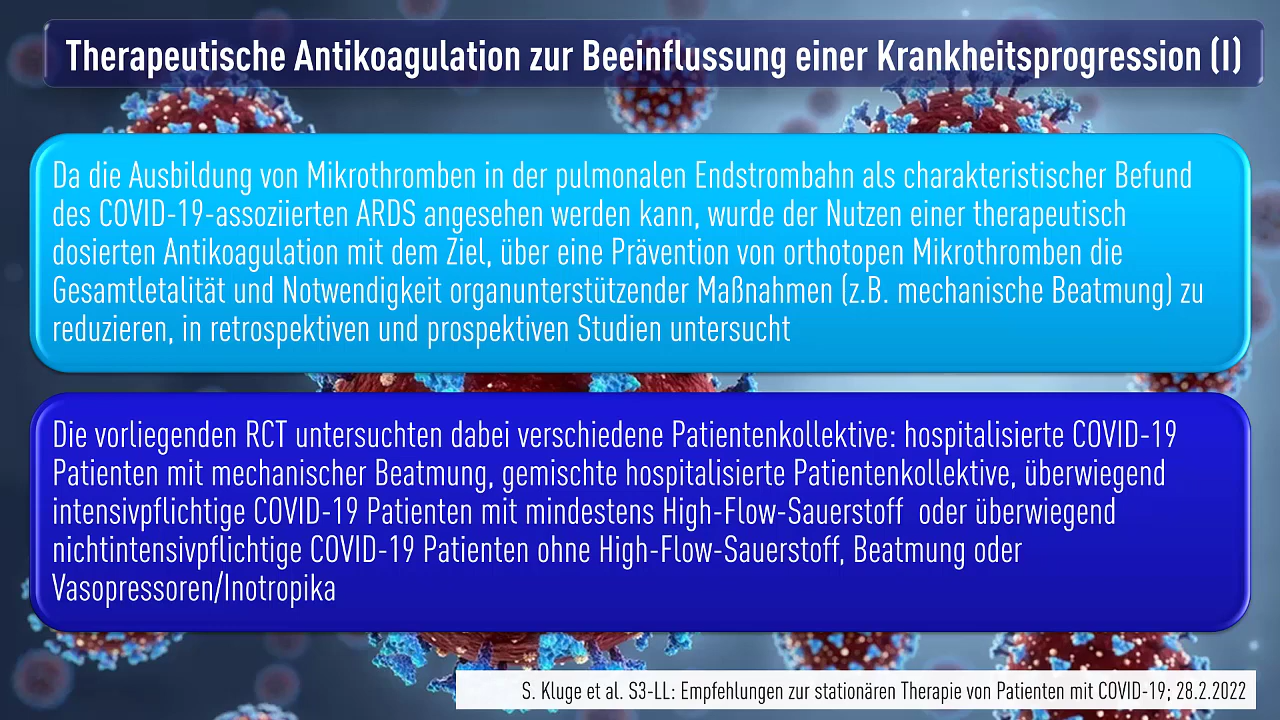 Therapeutische Antikoagulation zur Beeinflussung einer Krankheitsprogression (I)
Da die Ausbildung von Mikrothromben in der pulmonalen Endstrombahn als charakteristischer Befund
des COVID-19-assoziierten ARDS angesehen werden kann, wurde der Nutzen einer therapeutisch
dosierten Antikoagulation mit dem Ziel, über eine Prävention von orthotopen Mikrothromben die
Gesamtletalität und Notwendigkeit organunterstützender Maßnahmen (z.B. mechanische Beatmung) zu
reduzieren, in retrospektiven und prospektiven Studien untersucht
Die vorliegenden RCT untersuchten dabei verschiedene Patientenkollektive: hospitalisierte COVID-19
Patienten mit mechanischer Beatmung, gemischte hospitalisierte Patientenkollektive, überwiegend
intensivpflichtige COVID-19 Patienten mit mindestens High-Flow-Sauerstoff oder überwiegend
nichtintensivpflichtige COVID-19 Patienten ohne High-Flow-Sauerstoff, Beatmung oder
Vasopressoren/Inotropika
S. Kluge et al. S3-LL: Empfehlungen zur stationären Therapie von Patienten mit COVID-19; 28.2.2022